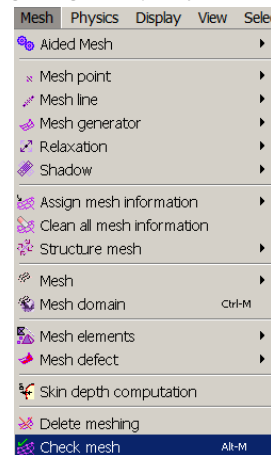 Mesh Physics Display View Sele
Aided Mesh
Mesh point
Mesh line
Mesh generator
Relaxation
Shadow
Assign mesh information
Clean all mesh information
Structure mesh
Mesh
Mesh domain Ctrl-M
Mesh elements
Mesh defect
Skin depth computation
Delete meshing
Check mesh Alt-M